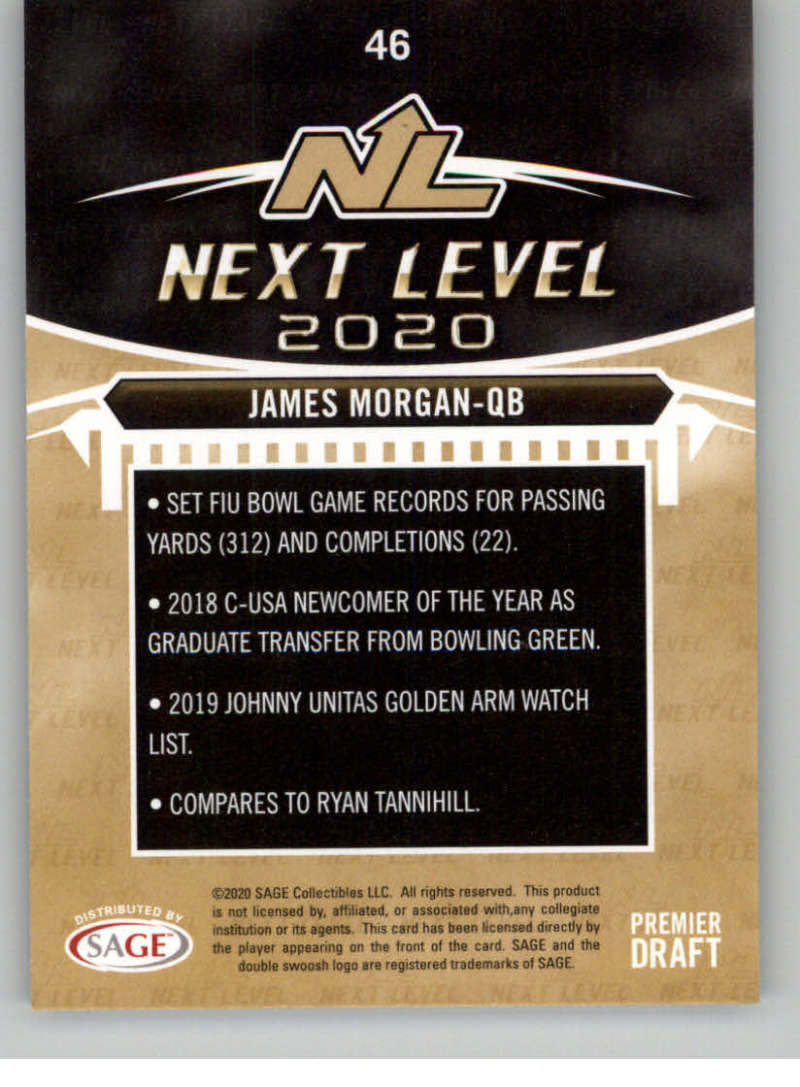 46
NL
NEXT LEVEL
2020
JAMES MORGAN-QB
• SET FIU BOWL GAME RECORDS FOR PASSING
YARDS (312) AND COMPLETIONS (22).
• 2018 C-USA NEWCOMER OF THE YEAR AS
GRADUATE TRANSFER FROM BOWLING GREEN.
• 2019 JOHNNY UNITAS GOLDEN ARM WATCH
LIST.
• COMPARES TO RYAN TANNIHILL.
©2020 SAGE Collectibles LLC. All rights reserved. This product
is not licensed by, affiliated, or associated with,any collegiate
institution or its agents. This card has been licensed directly by
the player appearing on the front of the card. SAGE and the
double swoosh logo are registered trademarks of SAGE.
DISTRIBUTED BY
SAGE
PREMIER
DRAFT